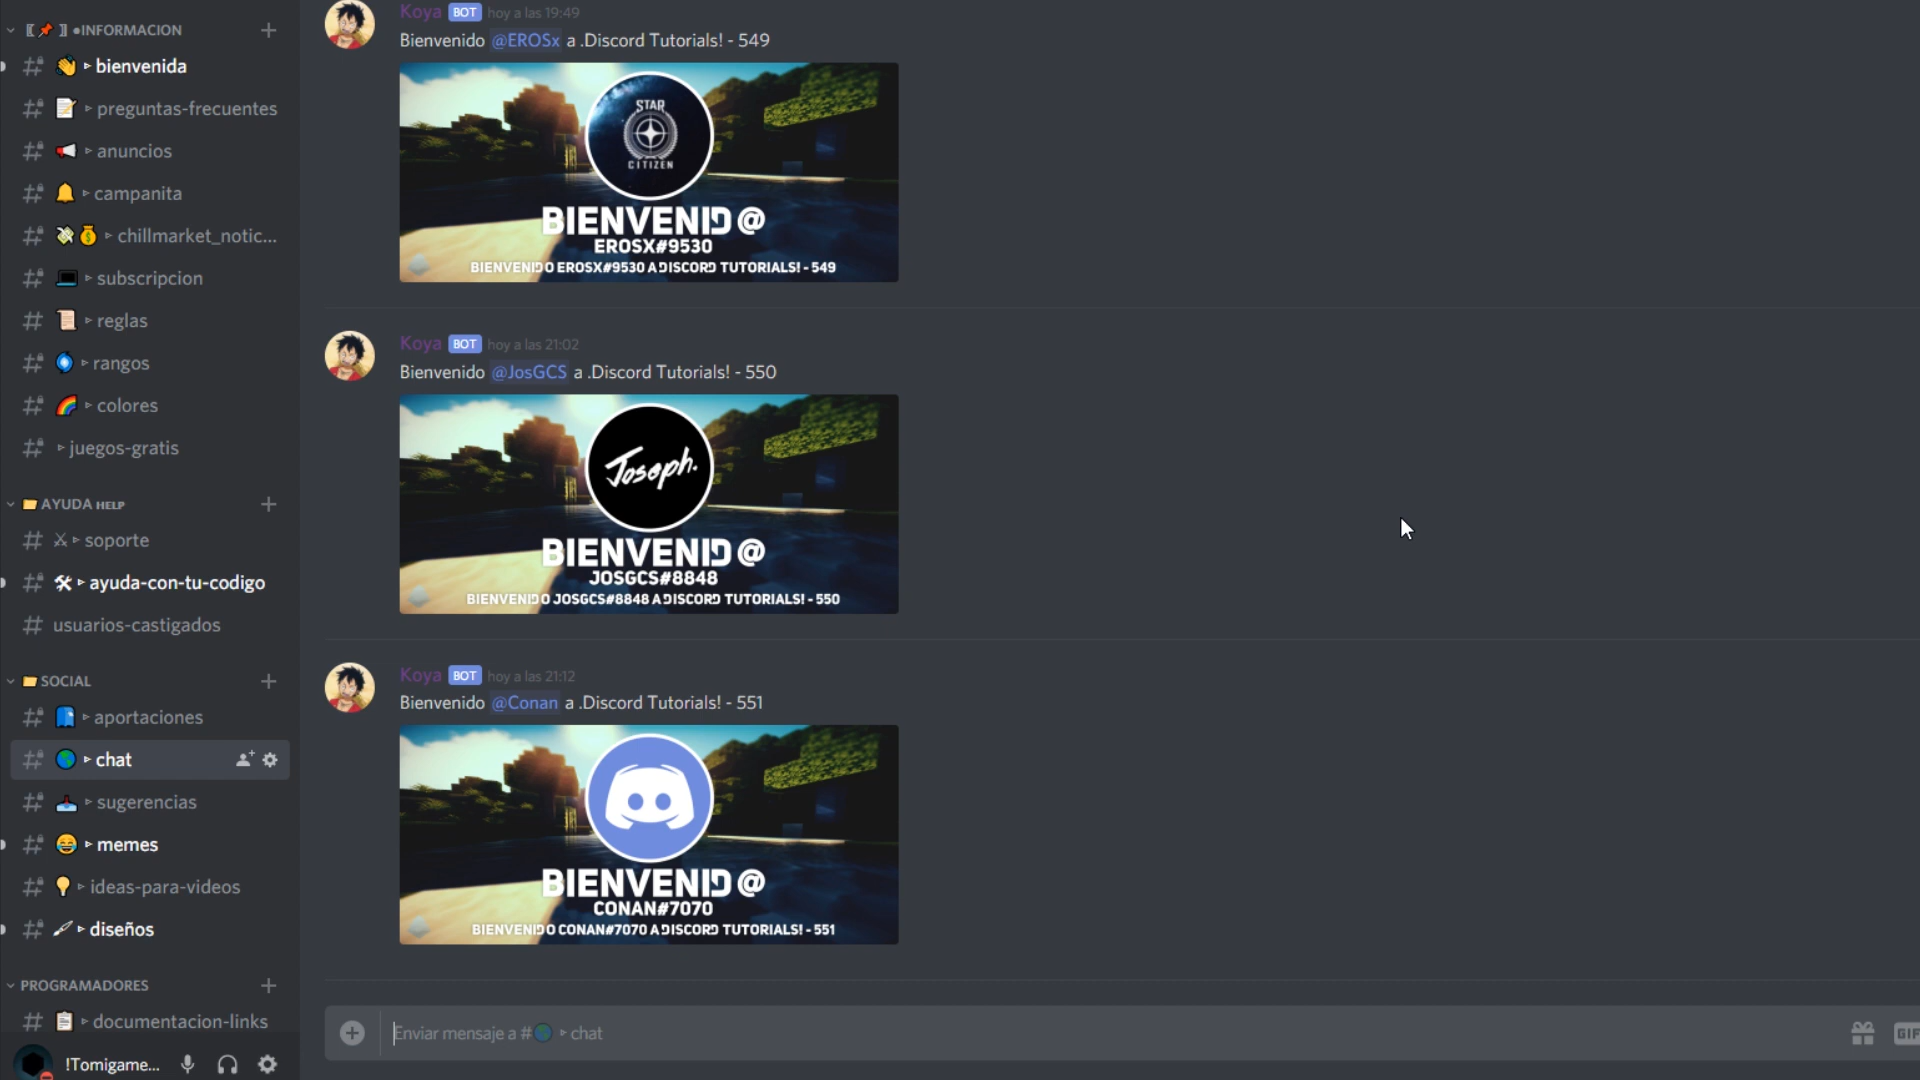 【📌】●INFORMACION
👋▹bienvenida
📝▹preguntas-frecuentes
📢▹anuncios
🔔▹campanita
💸💰▹chillmarket_notic...
💻▹subscripcion
📜▹reglas
🧿▹rangos
🌈▹colores
▹juegos-gratis
AYUDA HELP
⚔▹soporte
🛠▹ayuda-con-tu-codigo
usuarios-castigados
SOCIAL
📘▹aportaciones
🌎▹chat
📥▹sugerencias
😂▹memes
💡▹ideas-para-videos
🖌▹diseños
PROGRAMADORES
📋▹documentacion-links
!Tomigame...
Koya BOT hoy a las 19:49
Bienvenido @EROSx a .Discord Tutorials! - 549
STAR
CITIZEN
BIENVENID@
EROSX#9530
BIENVENIDO EROSX#9530 A DISCORD TUTORIALS! - 549
Koya BOT hoy a las 21:02
Bienvenido @JosGCS a .Discord Tutorials! - 550
Joseph.
BIENVENID@
JOSGCS#8848
BIENVENIDO JOSGCS#8848 A DISCORD TUTORIALS! - 550
Koya BOT hoy a las 21:12
Bienvenido @Conan a .Discord Tutorials! - 551
BIENVENID@
CONAN#7070
BIENVENIDO CONAN#7070 A DISCORD TUTORIALS! - 551
Enviar mensaje a #🌎▹chat
GIF